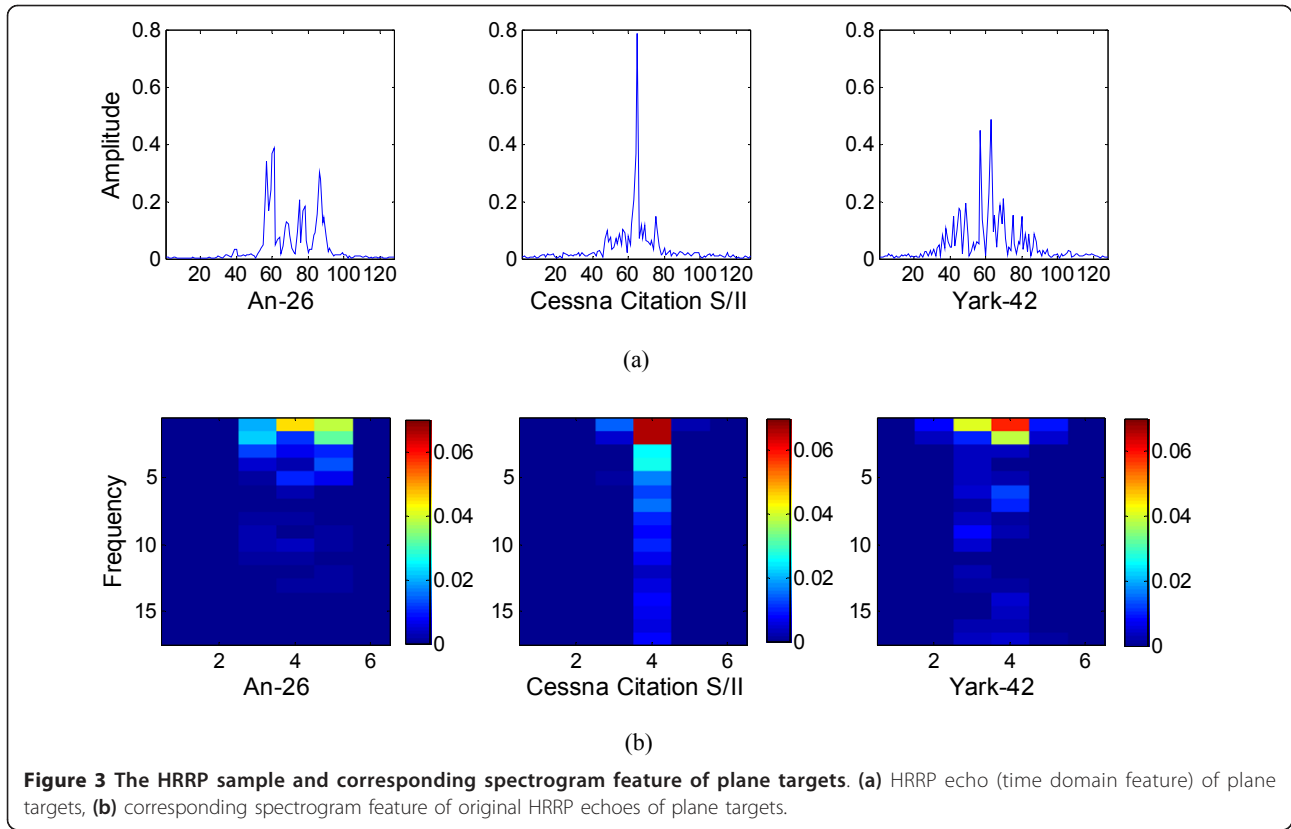 0.8
0.6
0.4
0.2
0
Amplitude
20 40 60 80 100 120
An-26
0.8
0.6
0.4
0.2
0
20 40 60 80 100 120
Cessna Citation S/II
0.8
0.6
0.4
0.2
0
20 40 60 80 100 120
Yark-42
(a)
Frequency
5
10
15
2 4 6
An-26
0.06
0.04
0.02
0
5
10
15
2 4 6
Cessna Citation S/II
0.06
0.04
0.02
0
5
10
15
2 4 6
Yark-42
0.06
0.04
0.02
0
(b)
Figure 3 The HRRP sample and corresponding spectrogram feature of plane targets. (a) HRRP echo (time domain feature) of plane
targets, (b) corresponding spectrogram feature of original HRRP echoes of plane targets.